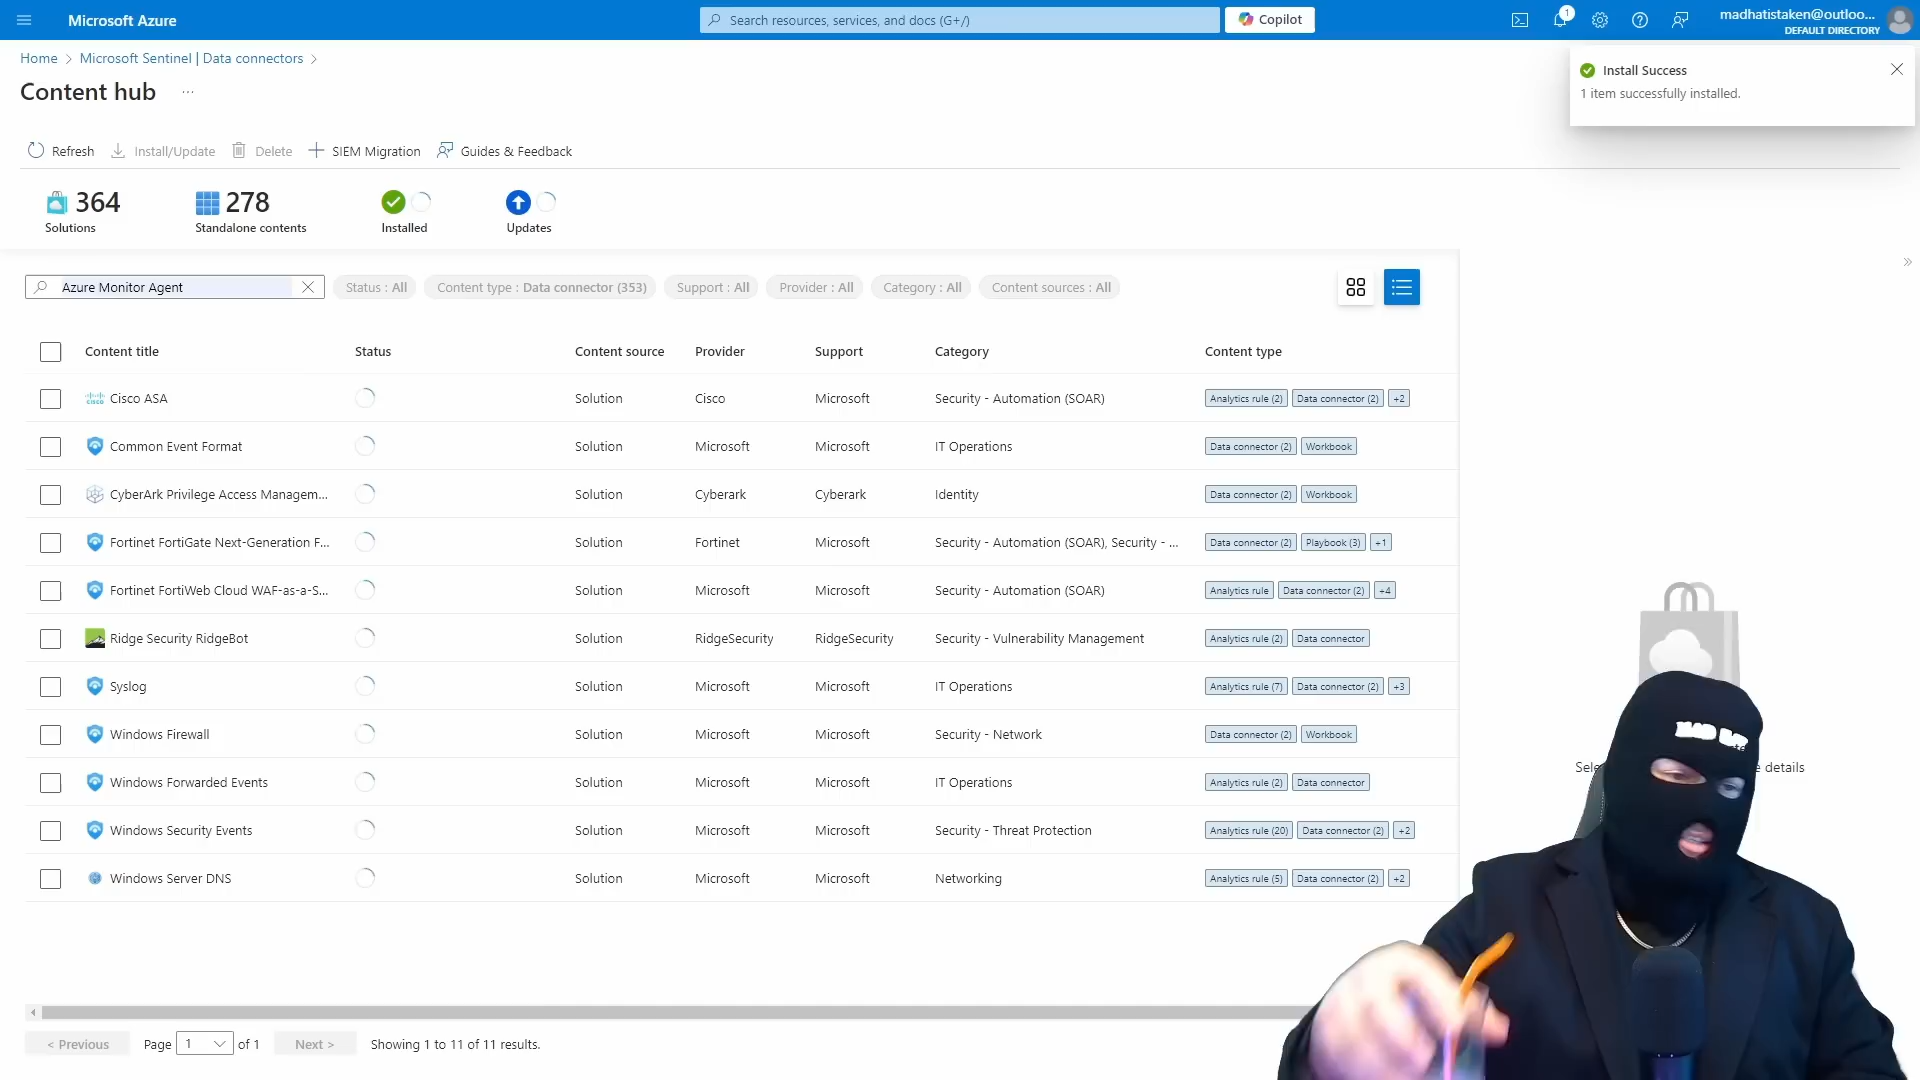 Microsoft Azure
Search resources, services, and docs (G+/)
Copilot
1
madhatistaken@outloo...
DEFAULT DIRECTORY
Home > Microsoft Sentinel | Data connectors >
Content hub ...
Install Success
1 item successfully installed.
Refresh Install/Update Delete SIEM Migration Guides & Feedback
364 278
Solutions Standalone contents Installed Updates
Azure Monitor Agent Status : All Content type : Data connector (353) Support : All Provider : All Category : All Content sources : All
Content title Status Content source Provider Support Category Content type
Cisco ASA Solution Cisco Microsoft Security - Automation (SOAR) Analytics rule (2) Data connector (2) +2
Common Event Format Solution Microsoft Microsoft IT Operations Data connector (2) Workbook
CyberArk Privilege Access Managem... Solution Cyberark Cyberark Identity Data connector (2) Workbook
Fortinet FortiGate Next-Generation F... Solution Fortinet Microsoft Security - Automation (SOAR), Security - ... Data connector (2) Playbook (3) +1
Fortinet FortiWeb Cloud WAF-as-a-S... Solution Microsoft Microsoft Security - Automation (SOAR) Analytics rule Data connector (2) +4
Ridge Security RidgeBot Solution RidgeSecurity RidgeSecurity Security - Vulnerability Management Analytics rule (2) Data connector
Syslog Solution Microsoft Microsoft IT Operations Analytics rule (7) Data connector (2) +3
Windows Firewall Solution Microsoft Microsoft Security - Network Data connector (2) Workbook
Windows Forwarded Events Solution Microsoft Microsoft IT Operations Analytics rule (2) Data connector
Windows Security Events Solution Microsoft Microsoft Security - Threat Protection Analytics rule (20) Data connector (2) +2
Windows Server DNS Solution Microsoft Microsoft Networking Analytics rule (5) Data connector (2) +2
MAD HAT
details
< Previous Page 1 of 1 Next > Showing 1 to 11 of 11 results.